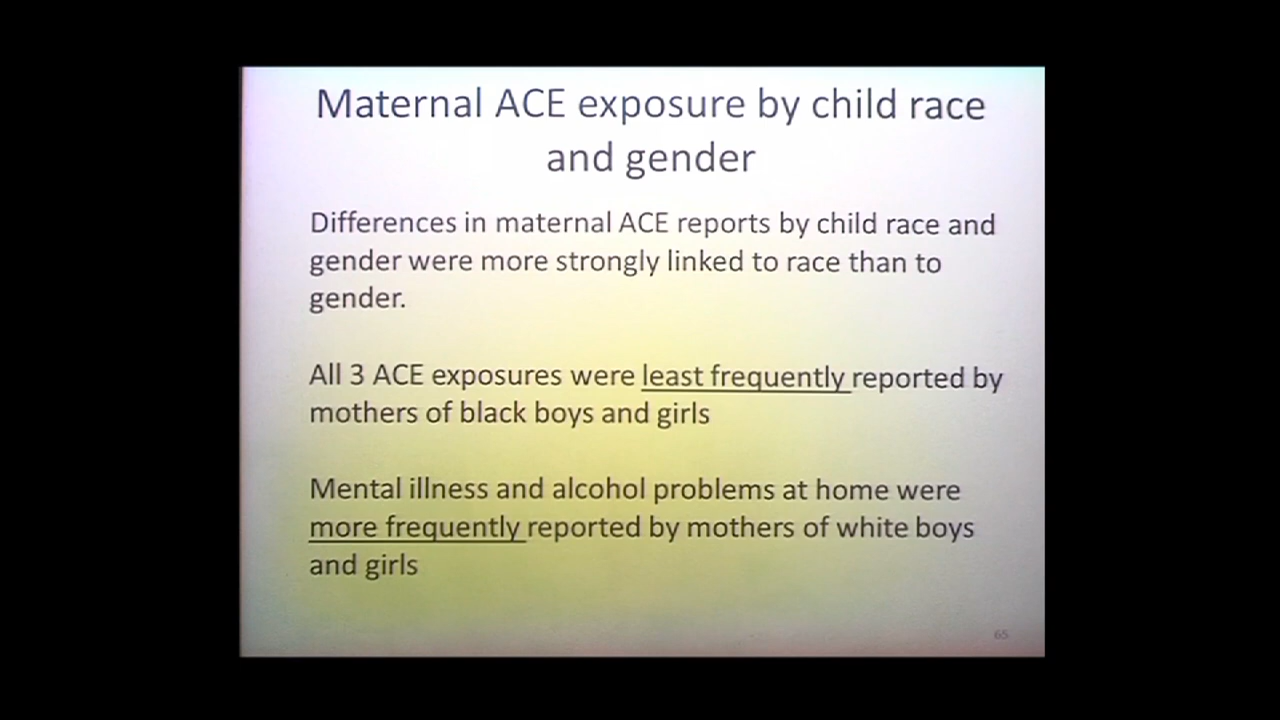 Maternal ACE exposure by child race
and gender
Differences in maternal ACE reports by child race and
gender were more strongly linked to race than to
gender.
All 3 ACE exposures were least frequently reported by
mothers of black boys and girls
Mental illness and alcohol problems at home were
more frequently reported by mothers of white boys
and girls
65